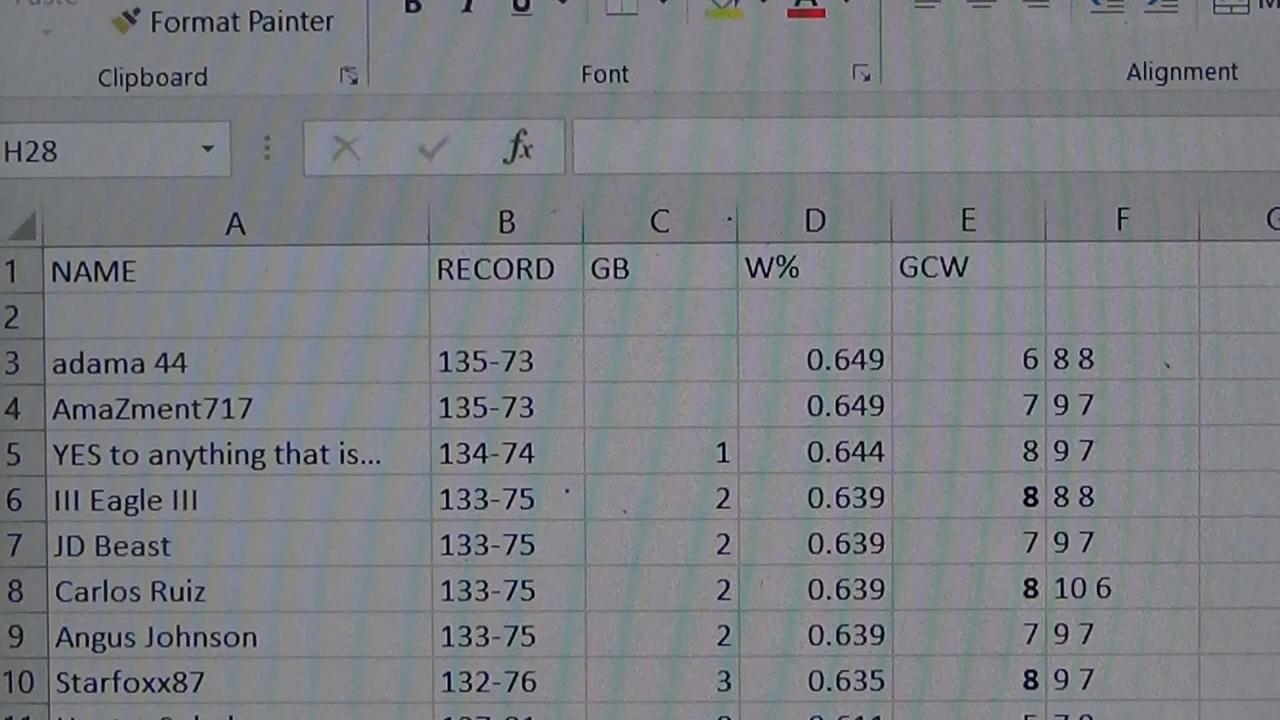 Format Painter
B I U A
Clipboard Font Alignment
H28 fx
A B C D E F
1 NAME RECORD GB W% GCW
2
3 adama 44 135-73 0.649 6 8 8
4 AmaZment717 135-73 0.649 7 9 7
5 YES to anything that is... 134-74 1 0.644 8 9 7
6 III Eagle III 133-75 2 0.639 8 8 8
7 JD Beast 133-75 2 0.639 7 9 7
8 Carlos Ruiz 133-75 2 0.639 8 10 6
9 Angus Johnson 133-75 2 0.639 7 9 7
10 Starfoxx87 132-76 3 0.635 8 9 7